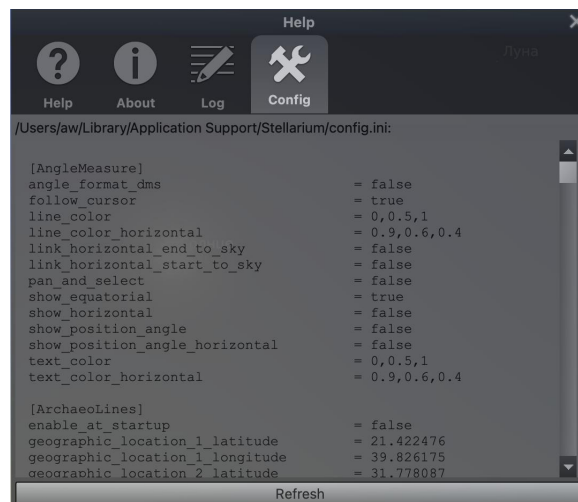 Help
Луна
Help About Log Config
/Users/aw/Library/Application Support/Stellarium/config.ini:
[AngleMeasure]
angle_format_dms = false
follow_cursor = true
line_color = 0,0.5,1
line_color_horizontal = 0.9,0.6,0.4
link_horizontal_end_to_sky = false
link_horizontal_start_to_sky = false
pan_and_select = false
show_equatorial = true
show_horizontal = false
show_position_angle = false
show_position_angle_horizontal = false
text_color = 0,0.5,1
text_color_horizontal = 0.9,0.6,0.4
[ArchaeoLines]
enable_at_startup = false
geographic_location_1_latitude = 21.422476
geographic_location_1_longitude = 39.826175
geographic_location_2_latitude = 31.778087
Refresh